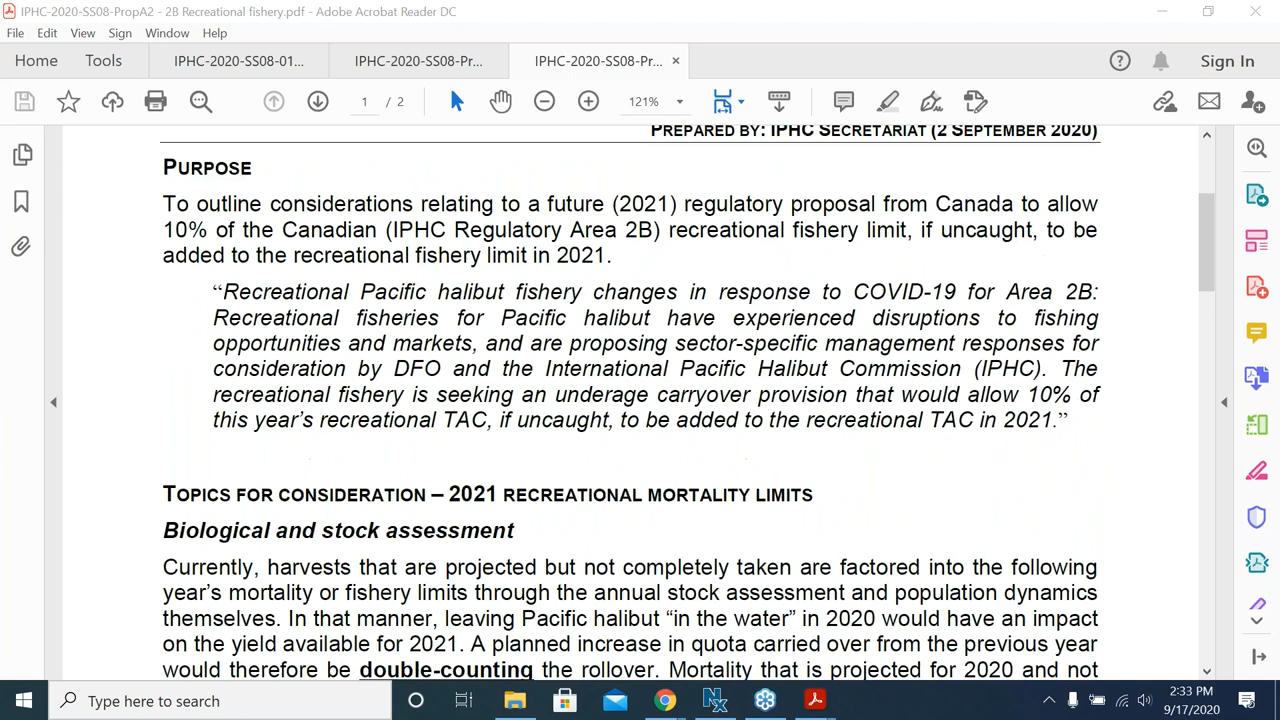 IPHC-2020-SS08-PropA2 - 2B Recreational fishery.pdf - Adobe Acrobat Reader DC
File Edit View Sign Window Help
Home Tools IPHC-2020-SS08-01... IPHC-2020-SS08-Pr... IPHC-2020-SS08-Pr... × Sign In
1 / 2 121%
PREPARED BY: IPHC SECRETARIAT (2 SEPTEMBER 2020)
PURPOSE
To outline considerations relating to a future (2021) regulatory proposal from Canada to allow
10% of the Canadian (IPHC Regulatory Area 2B) recreational fishery limit, if uncaught, to be
added to the recreational fishery limit in 2021.
“Recreational Pacific halibut fishery changes in response to COVID-19 for Area 2B:
Recreational fisheries for Pacific halibut have experienced disruptions to fishing
opportunities and markets, and are proposing sector-specific management responses for
consideration by DFO and the International Pacific Halibut Commission (IPHC). The
recreational fishery is seeking an underage carryover provision that would allow 10% of
this year’s recreational TAC, if uncaught, to be added to the recreational TAC in 2021.”
TOPICS FOR CONSIDERATION – 2021 RECREATIONAL MORTALITY LIMITS
Biological and stock assessment
Currently, harvests that are projected but not completely taken are factored into the following
year’s mortality or fishery limits through the annual stock assessment and population dynamics
themselves. In that manner, leaving Pacific halibut “in the water” in 2020 would have an impact
on the yield available for 2021. A planned increase in quota carried over from the previous year
would therefore be double-counting the rollover. Mortality that is projected for 2020 and not
Type here to search
2:33 PM
9/17/2020